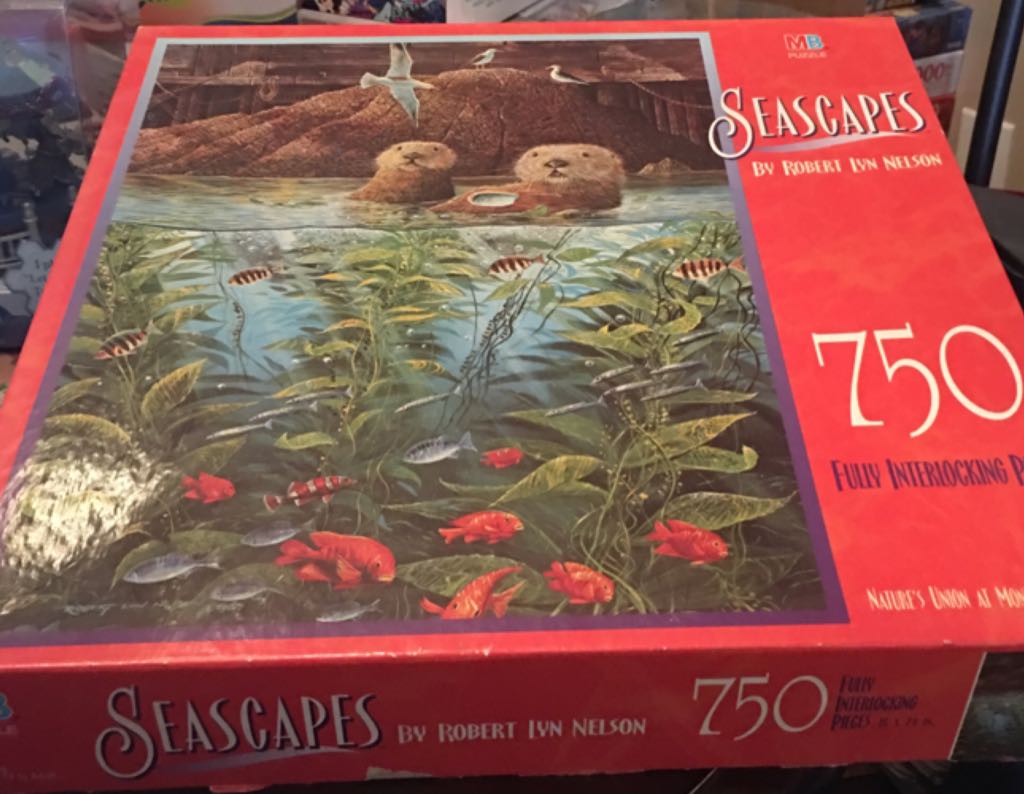 MB
PUZZLE
SEASCAPES
BY ROBERT LYN NELSON
750
FULLY INTERLOCKING P
NATURE'S UNION AT MON
SEASCAPES BY ROBERT LYN NELSON 750 FULLY
INTERLOCKING
PIECES